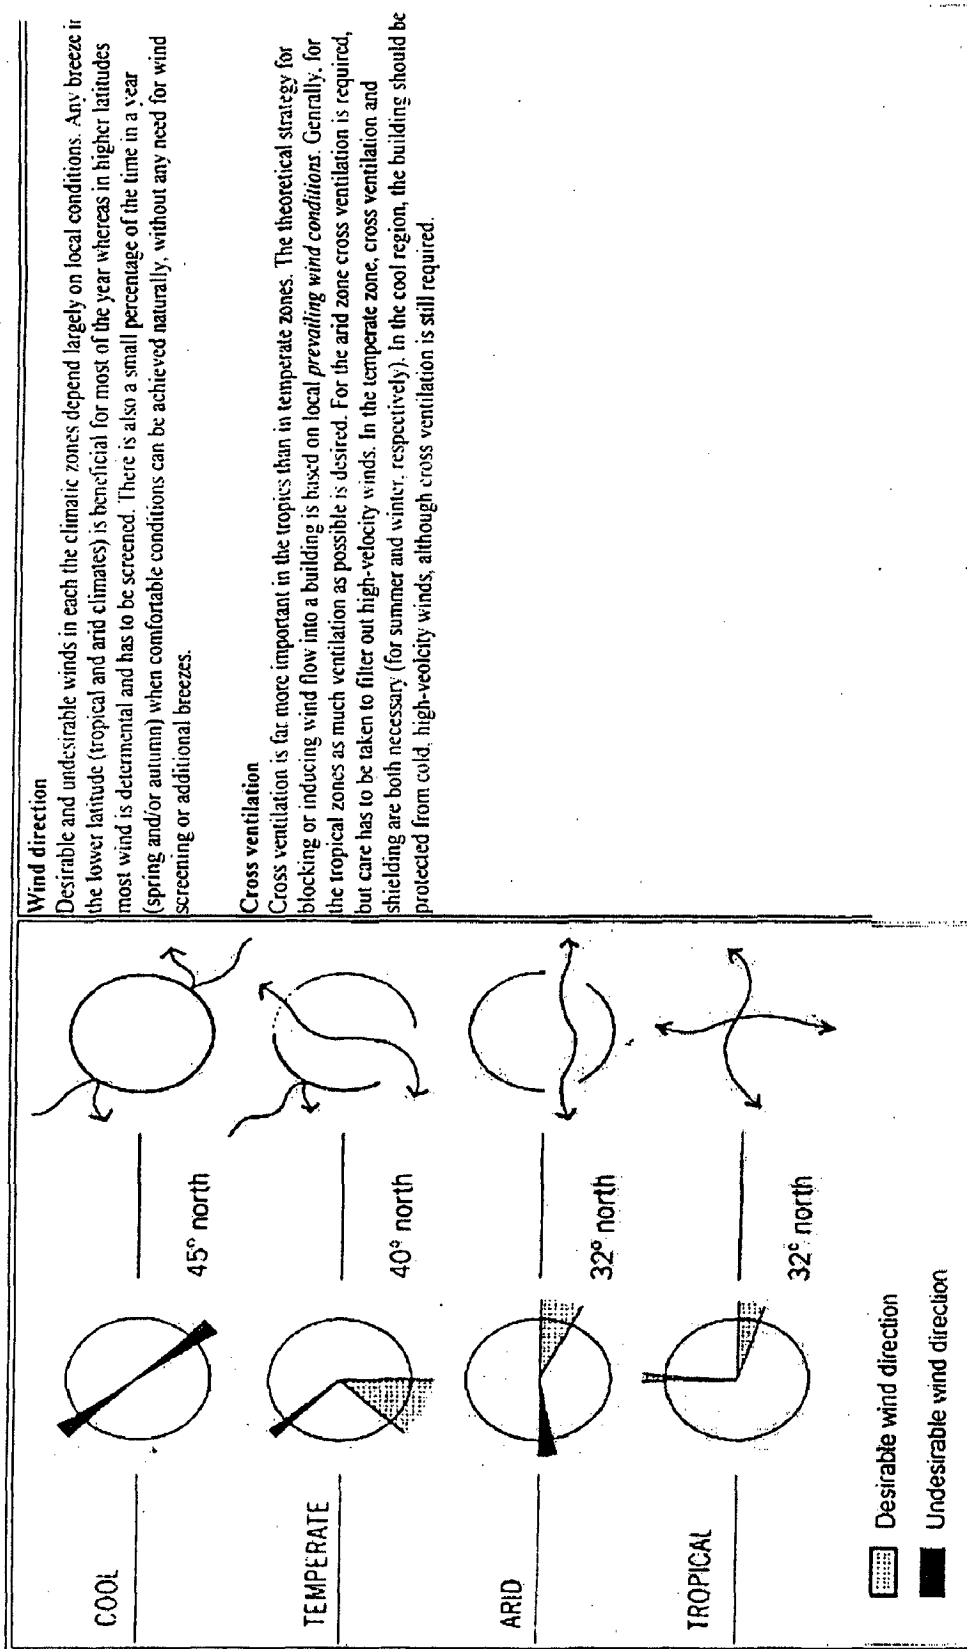 COOL
45° north
TEMPERATE
40° north
ARID
32° north
TROPICAL
32° north
Desirable wind direction
Undesirable wind direction
Wind direction
Desirable and undesirable winds in each the climatic zones depend largely on local conditions. Any breeze in
the lower latitude (tropical and arid climates) is beneficial for most of the year whereas in higher latitudes
most wind is determental and has to be screened. There is also a small percentage of the time in a year
(spring and/or autumn) when comfortable conditions can be achieved naturally, without any need for wind
screening or additional breezes.
Cross ventilation
Cross ventilation is far more important in the tropics than in temperate zones. The theoretical strategy for
blocking or inducing wind flow into a building is based on local prevailing wind conditions. Genrally, for
the tropical zones as much ventilation as possible is desired. For the arid zone cross ventilation is required,
but care has to be taken to filter out high-velocity winds. In the temperate zone, cross ventilation and
shielding are both necessary (for summer and winter, respectively). In the cool region, the building should be
protected from cold, high-veolcity winds, although cross ventilation is still required.